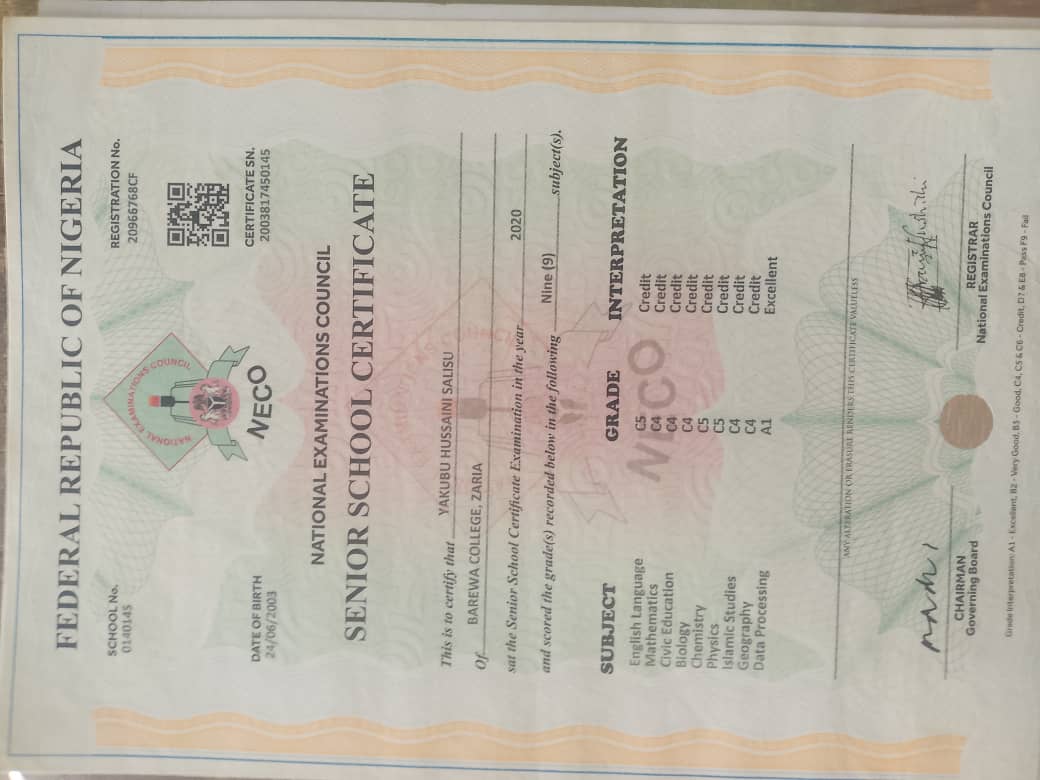 FEDERAL REPUBLIC OF NIGERIA
SCHOOL No.
0140145
REGISTRATION No.
20966768CF
NATIONAL EXAMINATIONS COUNCIL
NECO
DATE OF BIRTH
24/06/2003
CERTIFICATE SN.
2003817450145
NATIONAL EXAMINATIONS COUNCIL
SENIOR SCHOOL CERTIFICATE
This is to certify that YAKUBU HUSSAINI SALISU
Of BAREWA COLLEGE, ZARIA
sat the Senior School Certificate Examination in the year 2020
and scored the grade(s) recorded below in the following Nine (9) subject(s).
SUBJECT GRADE INTERPRETATION
English Language C5 Credit
Mathematics C4 Credit
Civic Education C4 Credit
Biology C4 Credit
Chemistry C5 Credit
Physics C5 Credit
Islamic Studies C4 Credit
Geography C4 Credit
Data Processing A1 Excellent
NECO
ANY ALTERATION OR ERASURE RENDERS THIS CERTIFICATE VALUELESS
CHAIRMAN
Governing Board
REGISTRAR
National Examinations Council
Grade Interpretation: A1 - Excellent, B2 - Very Good, B3 - Good, C4, C5 & C6 - Credit, D7 & E8 - Pass F9 - Fail